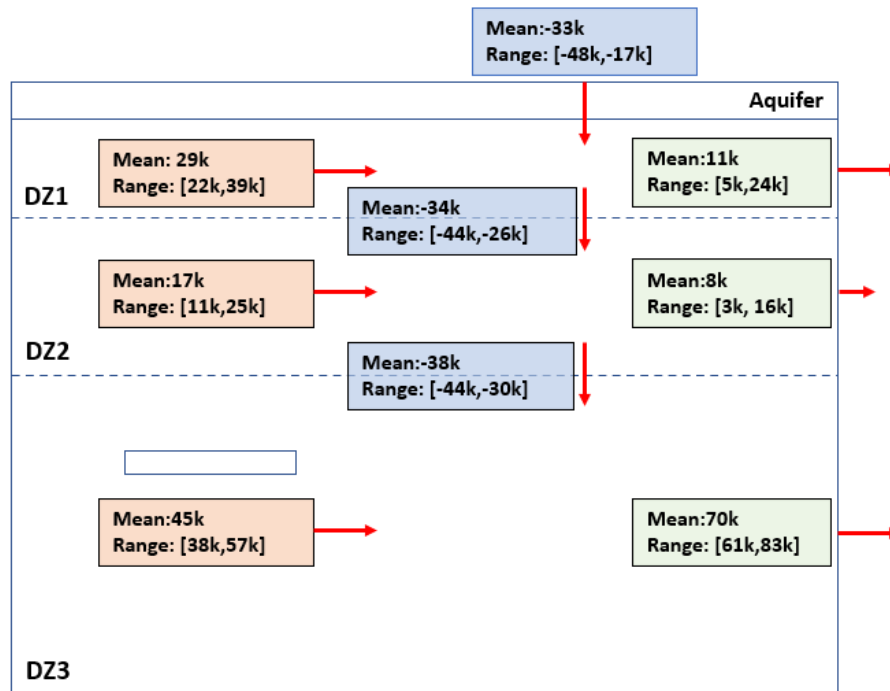 Mean:-33k
Range: [-48k,-17k]
Aquifer
Mean: 29k
Range: [22k,39k]
Mean:11k
Range: [5k,24k]
DZ1
Mean:-34k
Range: [-44k,-26k]
Mean:17k
Range: [11k,25k]
Mean:8k
Range: [3k, 16k]
DZ2
Mean:-38k
Range: [-44k,-30k]
Mean:45k
Range: [38k,57k]
Mean:70k
Range: [61k,83k]
DZ3